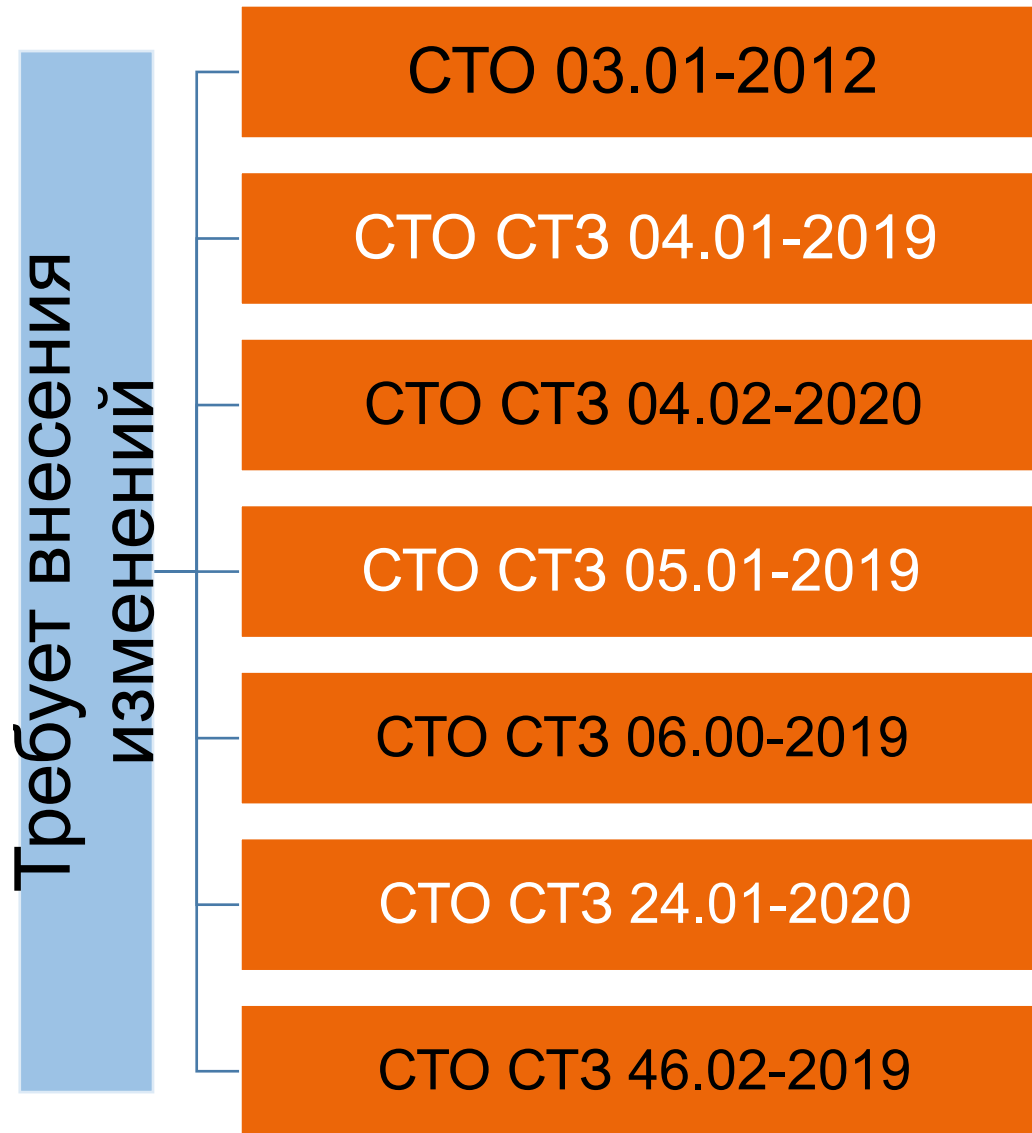 Требует внесения
изменений
СТО 03.01-2012
СТО СТЗ 04.01-2019
СТО СТЗ 04.02-2020
СТО СТЗ 05.01-2019
СТО СТЗ 06.00-2019
СТО СТЗ 24.01-2020
СТО СТЗ 46.02-2019